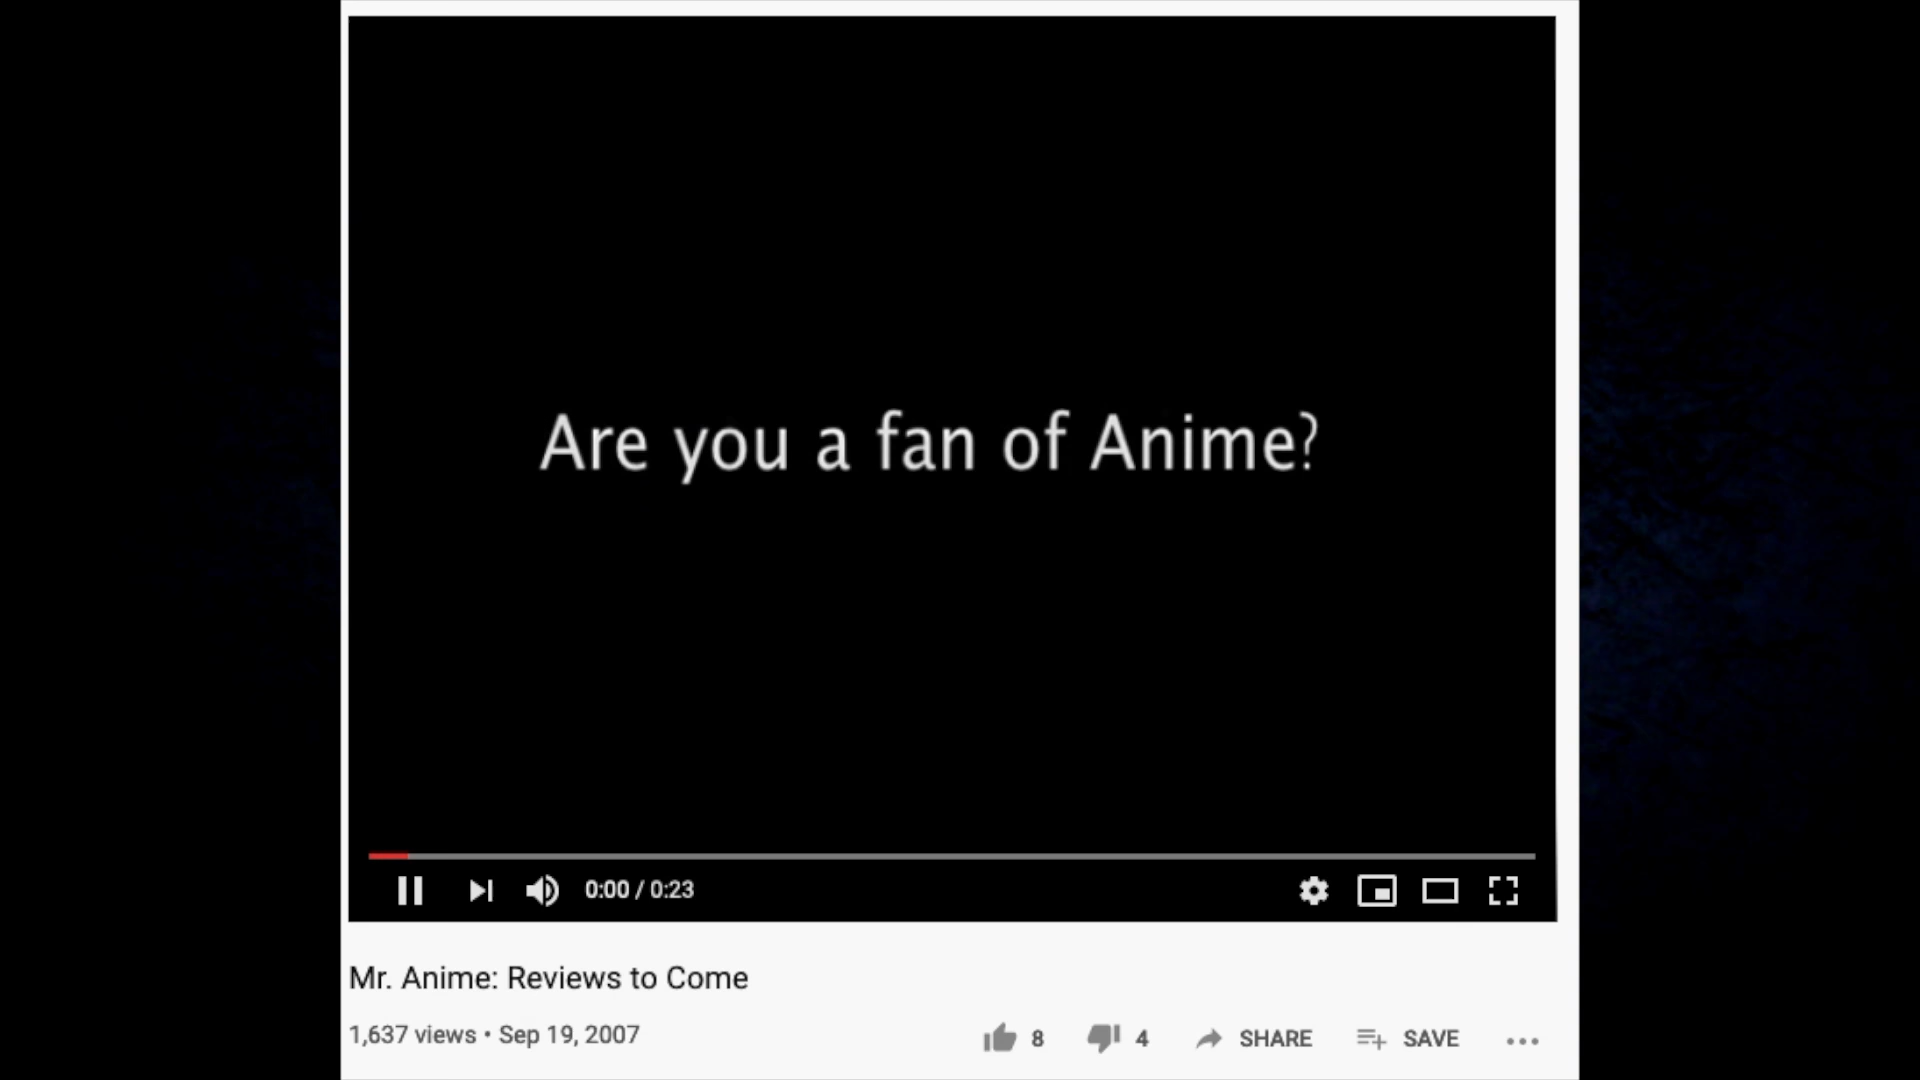 Are you a fan of Anime?
0:00 / 0:23
Mr. Anime: Reviews to Come
1,637 views • Sep 19, 2007
8 4 SHARE SAVE